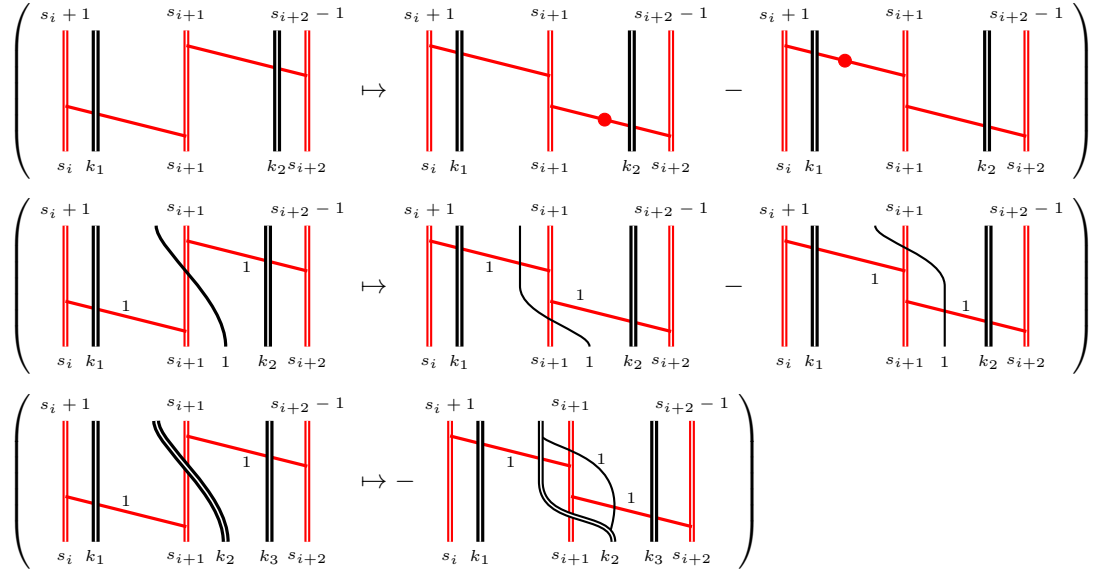 s_i + 1 s_{i+1} s_{i+2} − 1 s_i + 1 s_{i+1} s_{i+2} − 1 s_i + 1 s_{i+1} s_{i+2} − 1
( ↦ − )
s_i k_1 s_{i+1} k_2 s_{i+2} s_i k_1 s_{i+1} k_2 s_{i+2} s_i k_1 s_{i+1} k_2 s_{i+2}
s_i + 1 s_{i+1} s_{i+2} − 1 s_i + 1 s_{i+1} s_{i+2} − 1 s_i + 1 s_{i+1} s_{i+2} − 1
( 1 1 ↦ 1 1 − 1 1 )
s_i k_1 s_{i+1} 1 k_2 s_{i+2} s_i k_1 s_{i+1} 1 k_2 s_{i+2} s_i k_1 s_{i+1} 1 k_2 s_{i+2}
s_i + 1 s_{i+1} s_{i+2} − 1 s_i + 1 s_{i+1} s_{i+2} − 1
( 1 1 ↦ − 1 1 1 )
s_i k_1 s_{i+1} k_2 k_3 s_{i+2} s_i k_1 s_{i+1} k_2 k_3 s_{i+2}